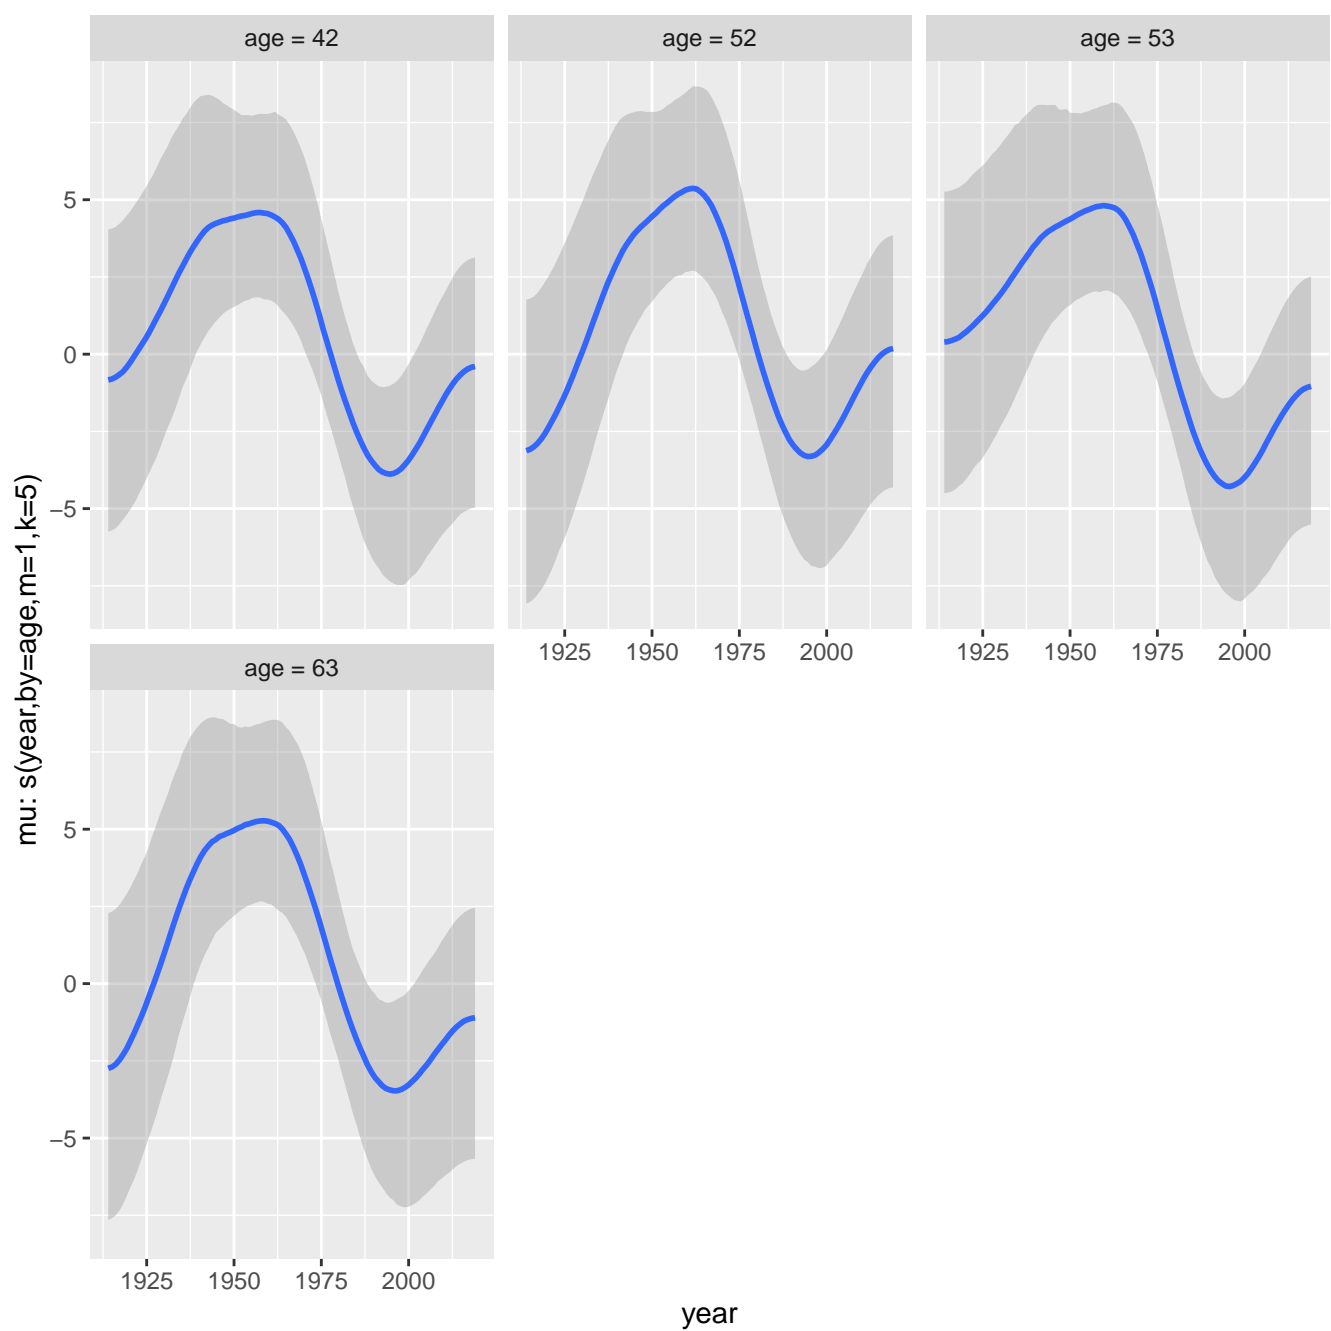 age = 42
age = 52
age = 53
5
0
−5
1925 1950 1975 2000
1925 1950 1975 2000
age = 63
5
0
−5
1925 1950 1975 2000
year
mu: s(year,by=age,m=1,k=5)